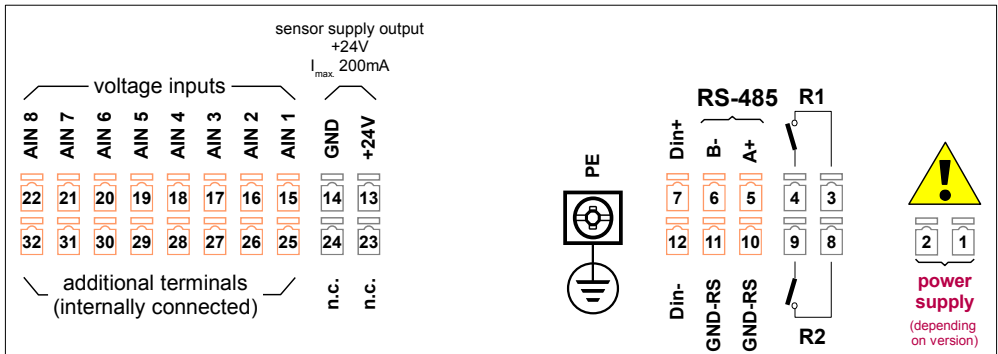 sensor supply output
+24V
Imax. 200mA
voltage inputs
AIN 8 AIN 7 AIN 6 AIN 5 AIN 4 AIN 3 AIN 2 AIN 1 GND +24V
22 21 20 19 18 17 16 15 14 13
32 31 30 29 28 27 26 25 24 23
additional terminals
(internally connected)
n.c. n.c.
PE
RS-485 R1
Din+ B- A+
7 6 5 4 3
12 11 10 9 8
Din- GND-RS GND-RS
R2
!
2 1
power
supply
(depending
on version)